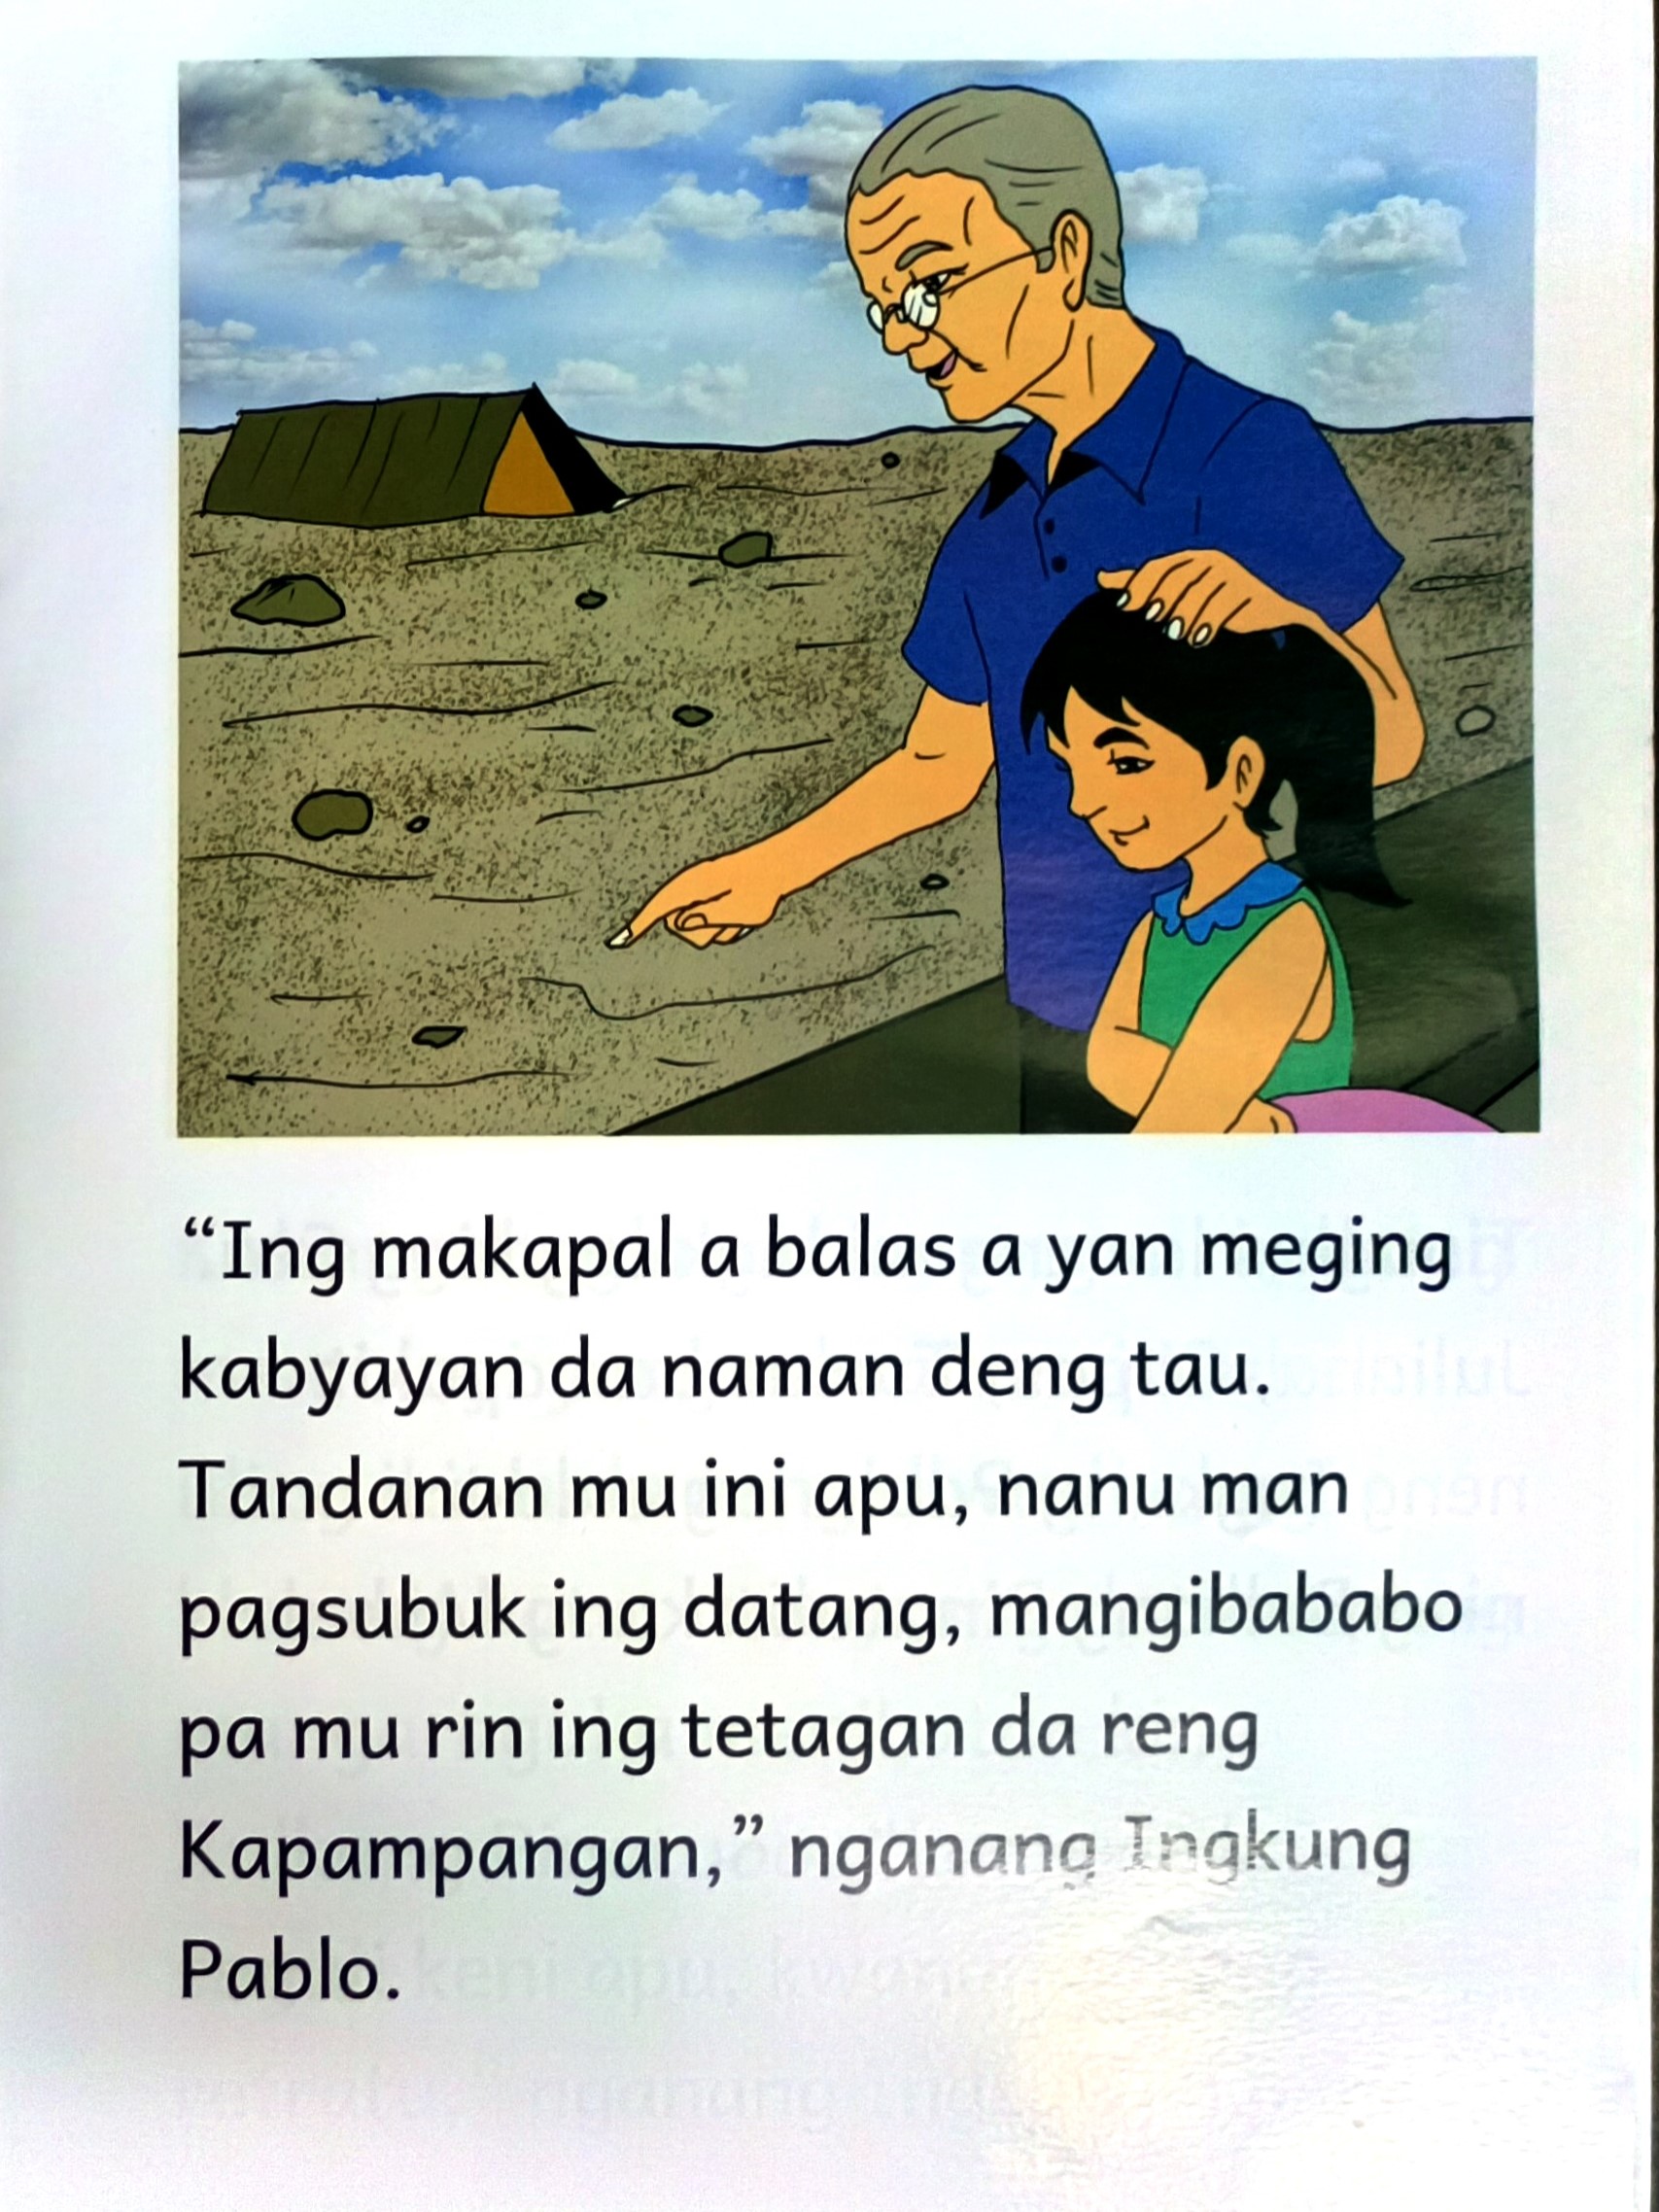 “Ing makapal a balas a yan meging
kabyayan da naman deng tau.
Tandanan mu ini apu, nanu man
pagsubuk ing datang, mangibababo
pa mu rin ing tetagan da reng
Kapampangan,” nganang Ingkung
Pablo.